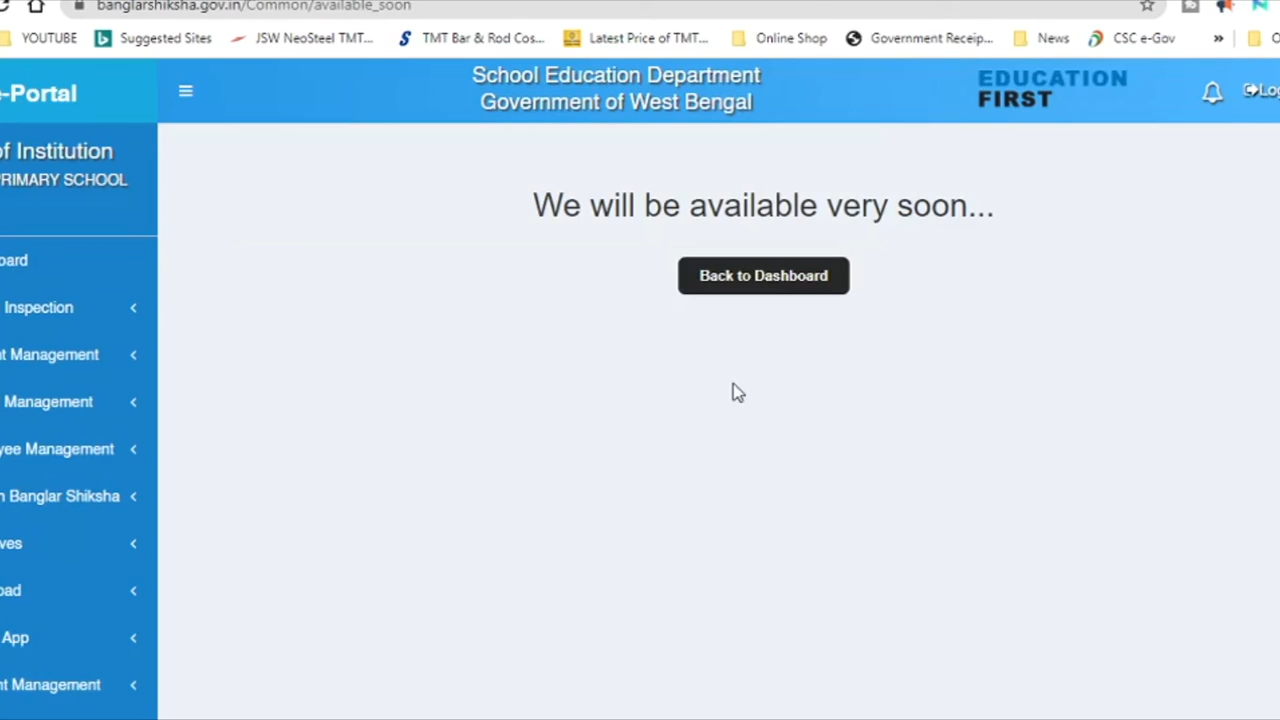 banglarshiksha.gov.in/Common/available_soon
YOUTUBE
Suggested Sites
JSW NeoSteel TMT...
TMT Bar & Rod Cos...
Latest Price of TMT...
Online Shop
Government Receip...
News
CSC e-Gov
»
e-Portal
School Education Department
Government of West Bengal
EDUCATION
FIRST
Log
of Institution
PRIMARY SCHOOL
We will be available very soon...
Back to Dashboard
oard
Inspection
nt Management
Management
yee Management
n Banglar Shiksha
ves
oad
App
nt Management